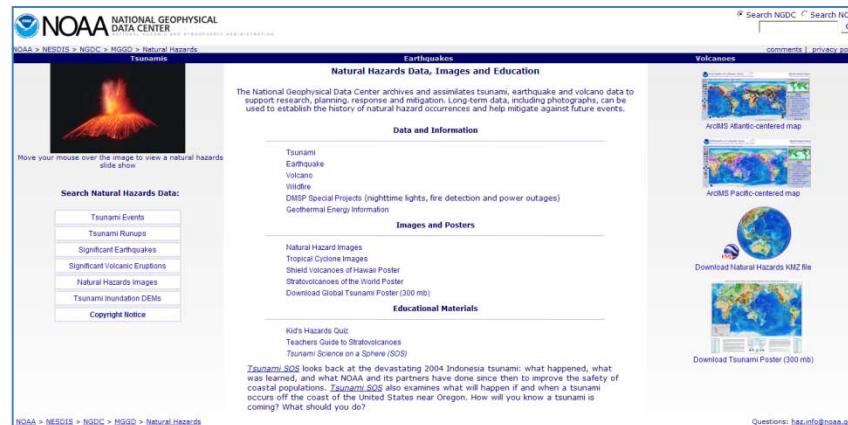 NOAA NATIONAL GEOPHYSICAL
DATA CENTER
Search NGDC Search
NOAA > NESDIS > NGDC > MGGD > Natural Hazards
comments | privacy
Tsunamis Earthquakes Volcanoes
Move your mouse over the image to view a natural hazards
slide show
Search Natural Hazards Data:
Tsunami Events
Tsunami Runups
Significant Earthquakes
Significant Volcanic Eruptions
Natural Hazards Images
Tsunami Inundation DEMs
Copyright Notice
Natural Hazards Data, Images and Education
The National Geophysical Data Center archives and assimilates tsunami, earthquake and volcano data to
support research, planning. response and mitigation. Long-term data, including photographs, can be
used to establish the history of natural hazard occurrences and help mitigate against future events.
Data and Information
Tsunami
Earthquake
Volcano
Wildfire
DMSP Special Projects (nighttime lights, fire detection and power outages)
Geothermal Energy Information
Images and Posters
Natural Hazard Images
Tropical Cyclone Images
Shield Volcanoes of Hawaii Poster
Stratovolcanoes of the World Poster
Download Global Tsunami Poster (300 mb)
Educational Materials
Kid's Hazards Quiz
Teachers Guide to Stratovolcanoes
Tsunami Science on a Sphere (SOS)
Tsunami SOS looks back at the devastating 2004 Indonesia tsunami: what happened, what
was learned, and what NOAA and its partners have done since then to improve the safety of
coastal populations. Tsunami SOS also examines what will happen if and when a tsunami
occurs off the coast of the United States near Oregon. How will you know a tsunami is
coming? What should you do?
ArcIMS Atlantic-centered map
ArcIMS Pacific-centered map
Download Natural Hazards KMZ file
Download Tsunami Poster (300 mb)
NOAA > NESDIS > NGDC > MGGD > Natural Hazards
Questions: haz.info@noaa.g